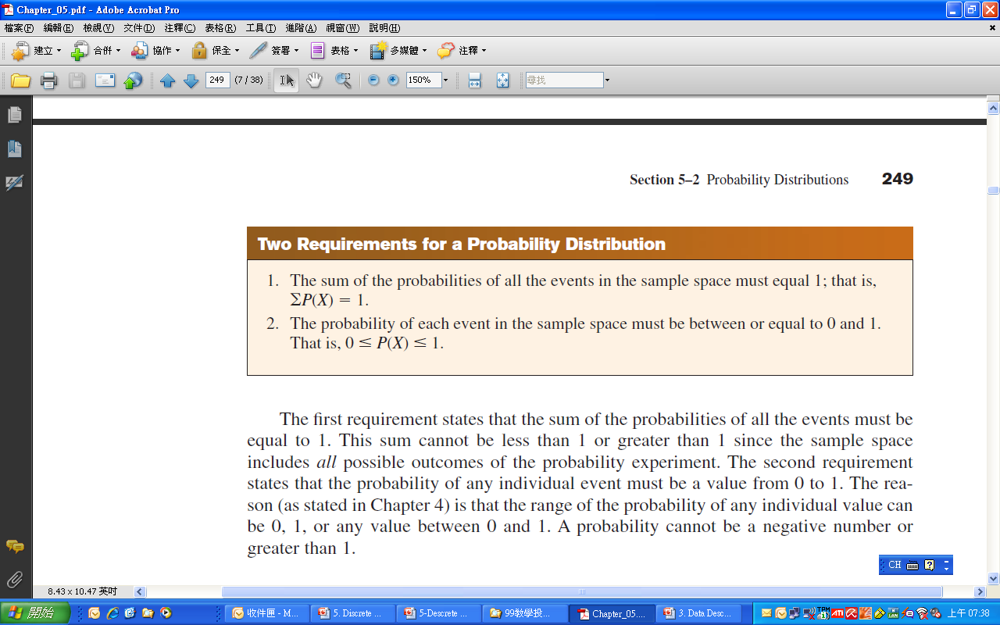 Chapter_05.pdf - Adobe Acrobat Pro
檔案(F) 編輯(E) 檢視(V) 文件(D) 注釋(C) 表格(R) 工具(T) 進階(A) 視窗(W) 說明(H)
建立 合併 協作 保全 簽署 表格 多媒體 注釋
249 (7 / 38) 150% 尋找
Section 5–2 Probability Distributions 249
Two Requirements for a Probability Distribution
1. The sum of the probabilities of all the events in the sample space must equal 1; that is,
ΣP(X) = 1.
2. The probability of each event in the sample space must be between or equal to 0 and 1.
That is, 0 ≤ P(X) ≤ 1.
The first requirement states that the sum of the probabilities of all the events must be
equal to 1. This sum cannot be less than 1 or greater than 1 since the sample space
includes all possible outcomes of the probability experiment. The second requirement
states that the probability of any individual event must be a value from 0 to 1. The rea-
son (as stated in Chapter 4) is that the range of the probability of any individual value can
be 0, 1, or any value between 0 and 1. A probability cannot be a negative number or
greater than 1.
CH
8.43 x 10.47 英吋
開始 收件匣 - M... 5. Discrete ... 5-Descrete ... 99教學投... Chapter_05.... 3. Data Desc... 上午 07:38